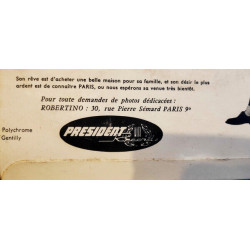 Son rêve est d'acheter une belle maison pour sa famille, et son désir le plus
ardent est de connaître PARIS, ou nous espérons sa venue très bientôt.
Pour toute demandes de photos dédicacées :
ROBERTINO : 30, rue Pierre Sémard PARIS 9e
Polychrome
Gentilly
PRESIDENT